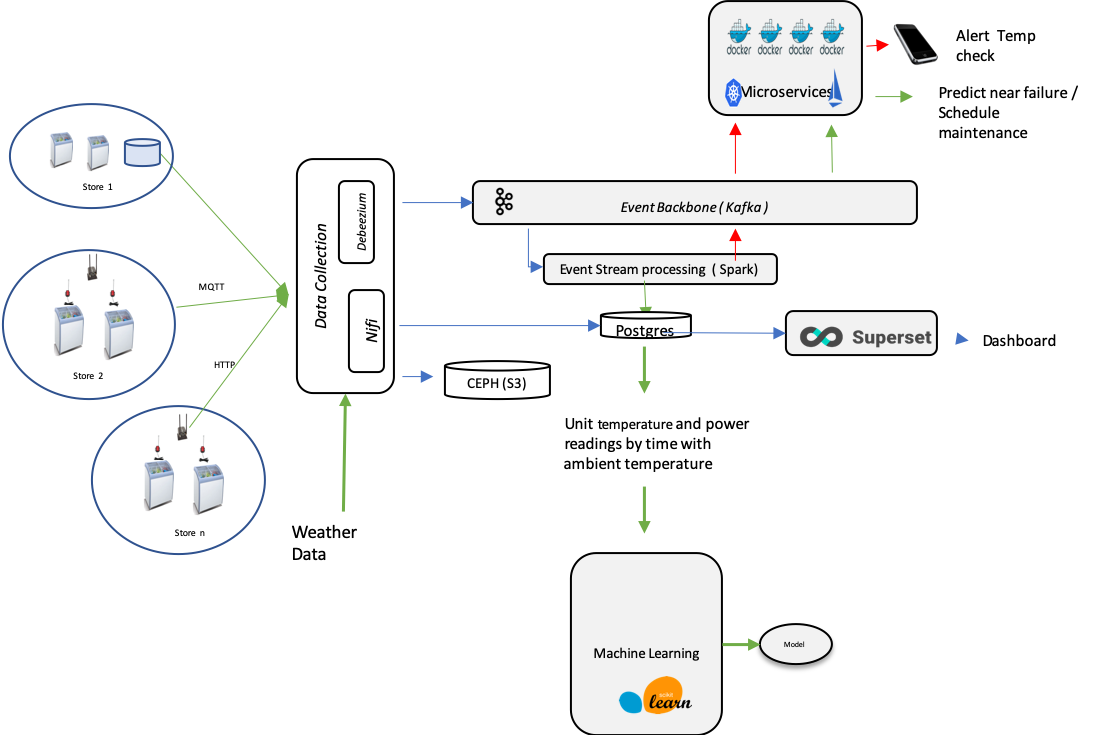 docker docker docker docker
Microservices
Alert Temp
check
Predict near failure /
Schedule
maintenance
Store 1
MQTT
Store 2
HTTP
Store n
Data Collection
Debeezium
Nifi
Weather
Data
Event Backbone ( Kafka )
Event Stream processing ( Spark)
Postgres
CEPH (S3)
Superset
Dashboard
Unit temperature and power
readings by time with
ambient temperature
Machine Learning
learn
Model